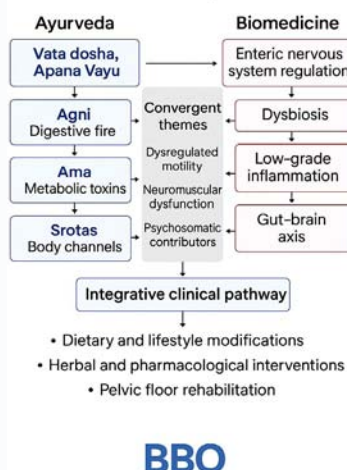 Ayurveda
Biomedicine
Vata dosha,
Apana Vayu
Enteric nervous
system regulation
Agni
Digestive fire
Convergent
themes
Dysbiosis
Ama
Metabolic toxins
Dysregulated
motility
Neuromuscular
dysfunction
Psychosomatic
contributors
Low-grade
inflammation
Srotas
Body channels
Gut–brain
axis
Integrative clinical pathway
• Dietary and lifestyle modifications
• Herbal and pharmacological interventions
• Pelvic floor rehabilitation
BBO